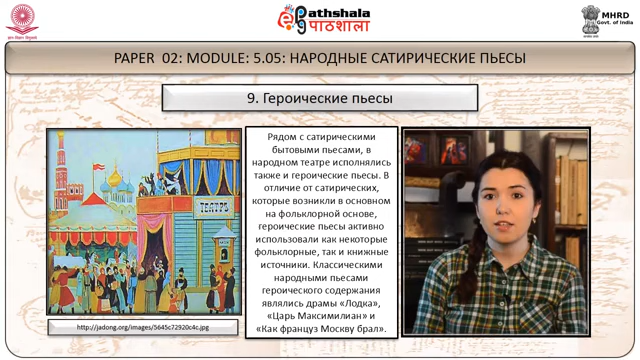 ePathshala
पाठशाला
MHRD
Govt. of India
PAPER 02: MODULE: 5.05: НАРОДНЫЕ САТИРИЧЕСКИЕ ПЬЕСЫ
9. Героические пьесы
Рядом с сатирическими
бытовыми пьесами, в
народном театре исполнялись
также и героические пьесы. В
отличие от сатирических,
которые возникли в основном
на фольклорной основе,
героические пьесы активно
использовали как некоторые
фольклорные, так и книжные
источники. Классическими
народными пьесами
героического содержания
являлись драмы «Лодка»,
«Царь Максимилиан» и
«Как француз Москву брал».
ТЕАТРЪ
http://jadong.org/images/5645c72920c4c.jpg